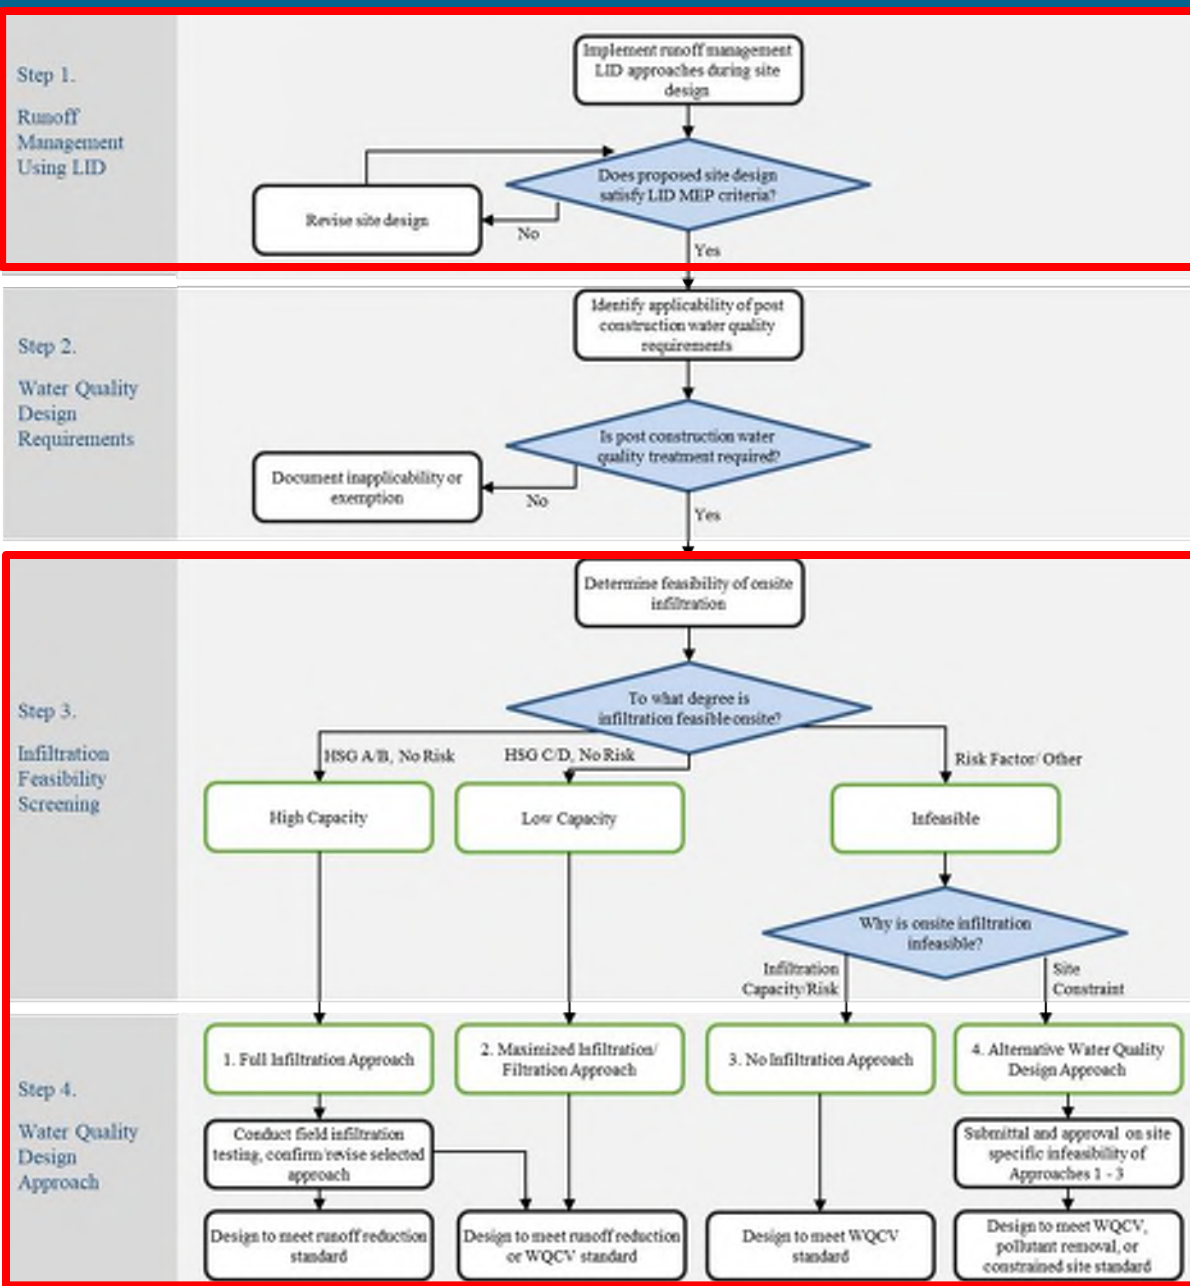 Step 1.
Runoff
Management
Using LID
Implement runoff management
LID approaches during site
design
Does proposed site design
satisfy LID MEP criteria?
Revise site design
No
Yes
Step 2.
Water Quality
Design
Requirements
Identify applicability of post
construction water quality
requirements
Is post construction water
quality treatment required?
Document inapplicability or
exemption
No
Yes
Step 3.
Infiltration
Feasibility
Screening
Determine feasibility of onsite
infiltration
To what degree is
infiltration feasible onsite?
HSG A/B, No Risk
HSG C/D, No Risk
Risk Factor/ Other
High Capacity
Low Capacity
Infeasible
Why is onsite infiltration
infeasible?
Infiltration
Capacity/Risk
Site
Constraint
Step 4.
Water Quality
Design
Approach
1. Full Infiltration Approach
2. Maximized Infiltration/
Filtration Approach
3. No Infiltration Approach
4. Alternative Water Quality
Design Approach
Conduct field infiltration
testing, confirm/revise selected
approach
Submittal and approval on site
specific infeasibility of
Approaches 1 - 3
Design to meet runoff reduction
standard
Design to meet runoff reduction
or WQCV standard
Design to meet WQCV
standard
Design to meet WQCV,
pollutant removal, or
constrained site standard